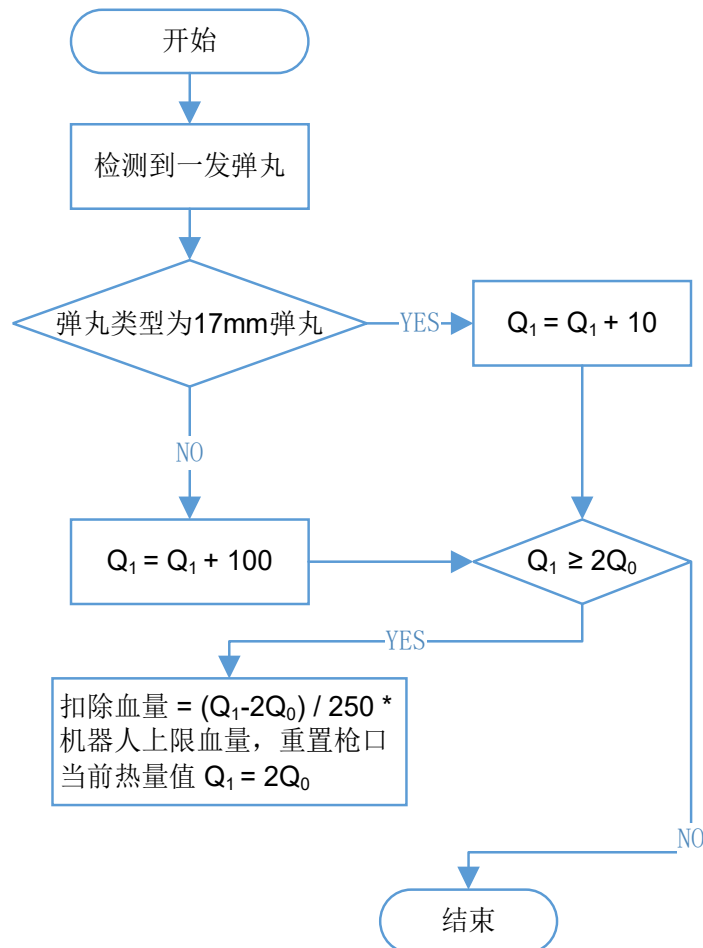 开始
检测到一发弹丸
弹丸类型为17mm弹丸
YES
Q₁ = Q₁ + 10
NO
Q₁ = Q₁ + 100
Q₁ ≥ 2Q₀
YES
扣除血量 = (Q₁-2Q₀) / 250 *
机器人上限血量，重置枪口
当前热量值 Q₁ = 2Q₀
NO
结束